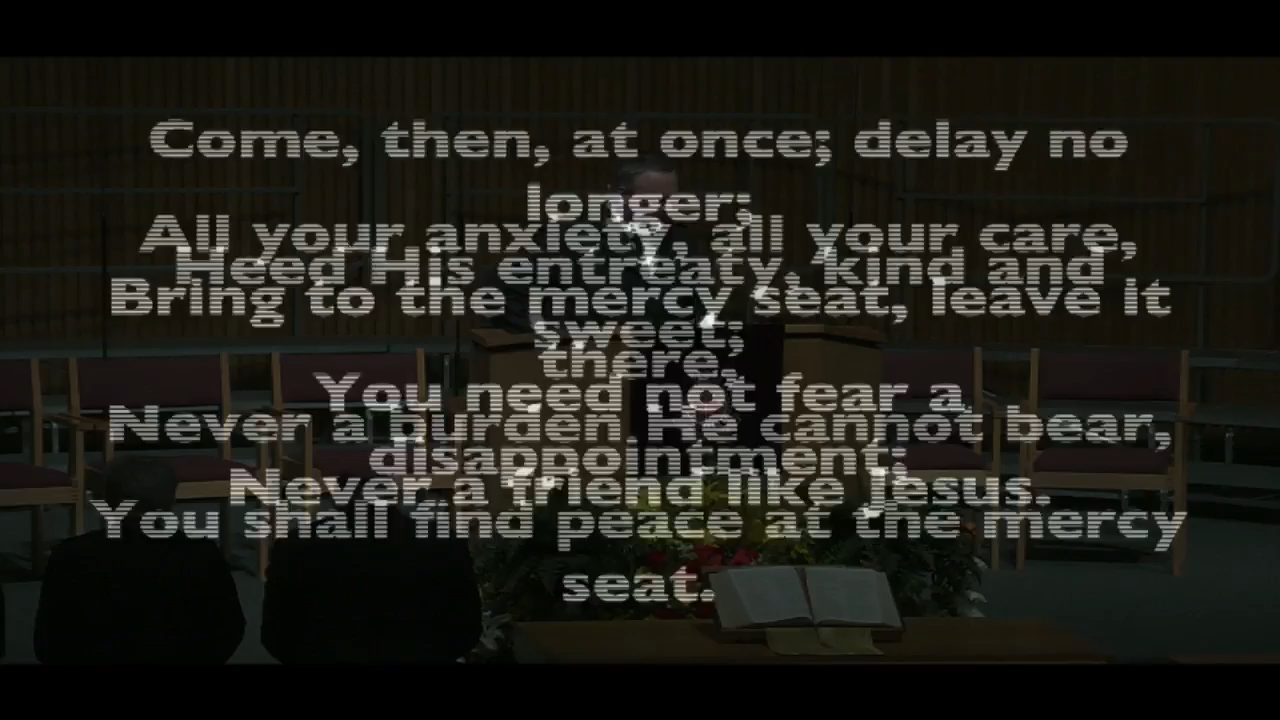 Come, then, at once; delay no
longer;
Heed His entreaty, kind and
sweet;
You need not fear a
disappointment;
You shall find peace at the mercy
seat.
All your anxiety, all your care,
Bring to the mercy seat, leave it
there,
Never a burden He cannot bear,
Never a friend like Jesus.